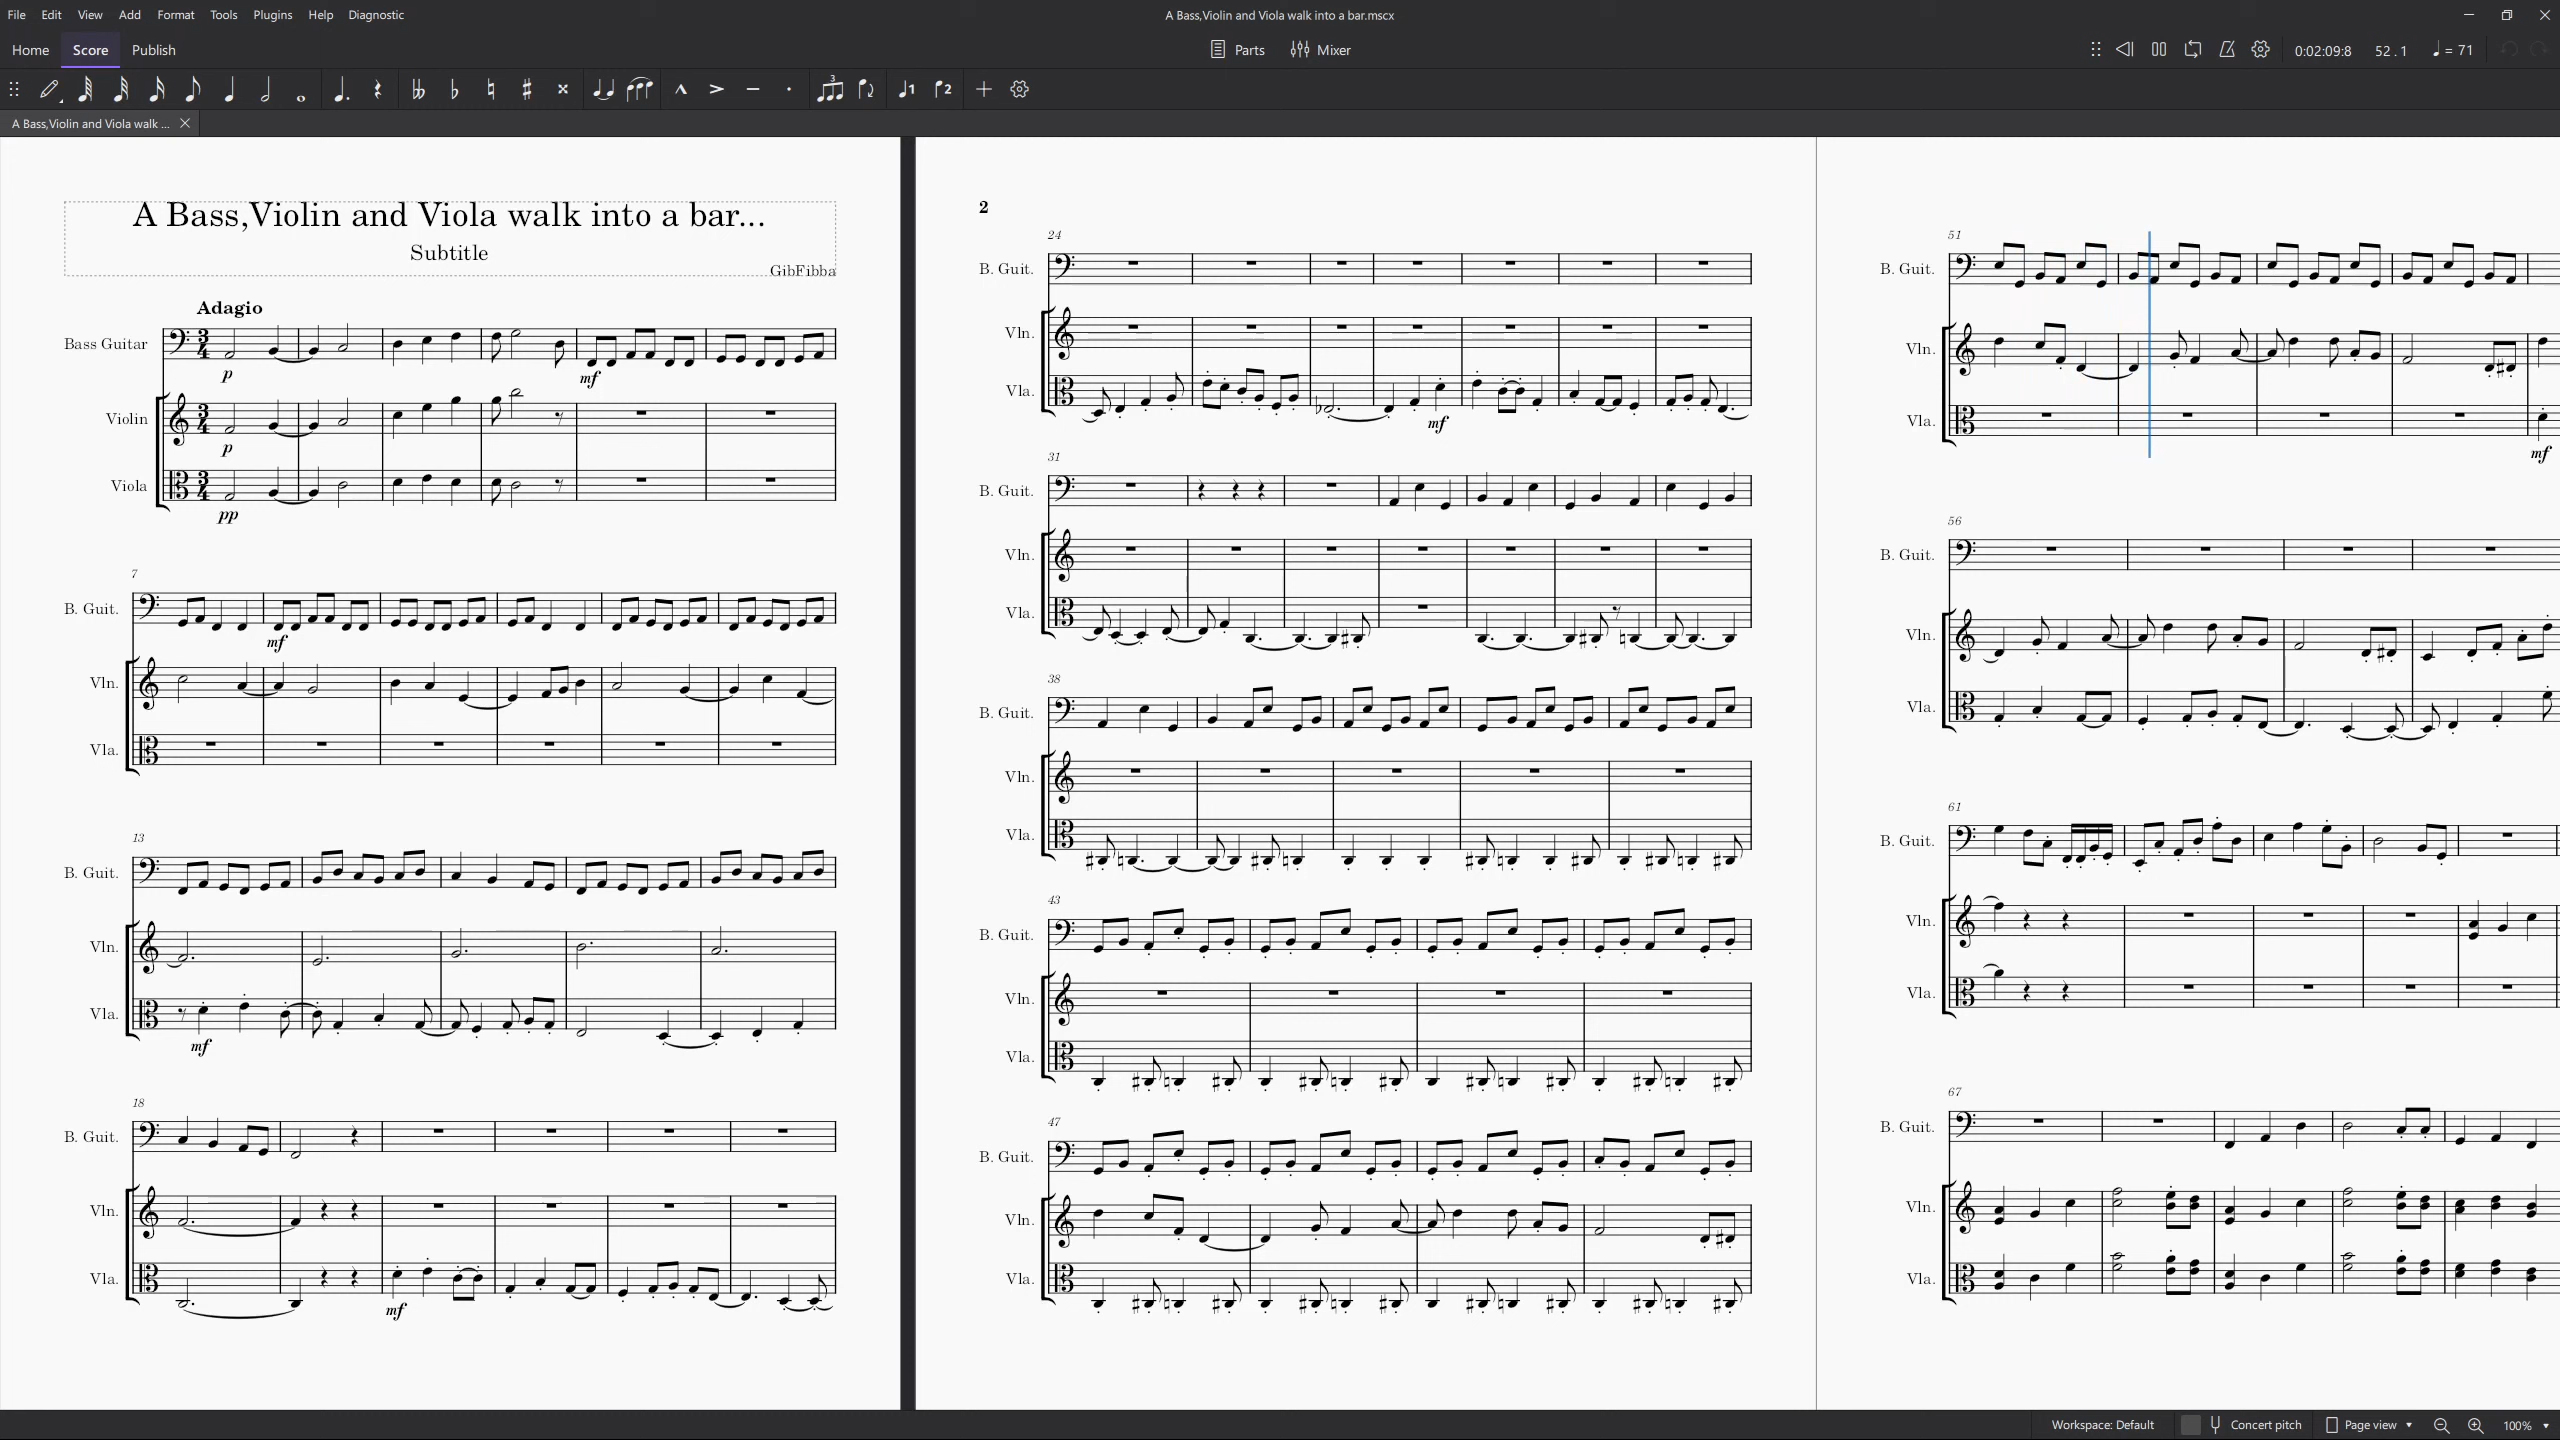 File Edit View Add Format Tools Plugins Help Diagnostic
A Bass,Violin and Viola walk into a bar.mscx
Home Score Publish
Parts Mixer
0:02:09:8 52 . 1 = 71
A Bass,Violin and Viola walk ...
A Bass,Violin and Viola walk into a bar...
Subtitle
GibFibba
Adagio
Bass Guitar
p
mf
Violin
p
Viola
pp
7
B. Guit.
mf
Vln.
Vla.
13
B. Guit.
Vln.
Vla.
mf
18
B. Guit.
Vln.
Vla.
mf
2
24
B. Guit.
Vln.
Vla.
mf
31
B. Guit.
Vln.
Vla.
38
B. Guit.
Vln.
Vla.
43
B. Guit.
Vln.
Vla.
47
B. Guit.
Vln.
Vla.
51
B. Guit.
Vln.
Vla.
mf
56
B. Guit.
Vln.
Vla.
61
B. Guit.
Vln.
Vla.
67
B. Guit.
Vln.
Vla.
Workspace: Default Concert pitch Page view 100%